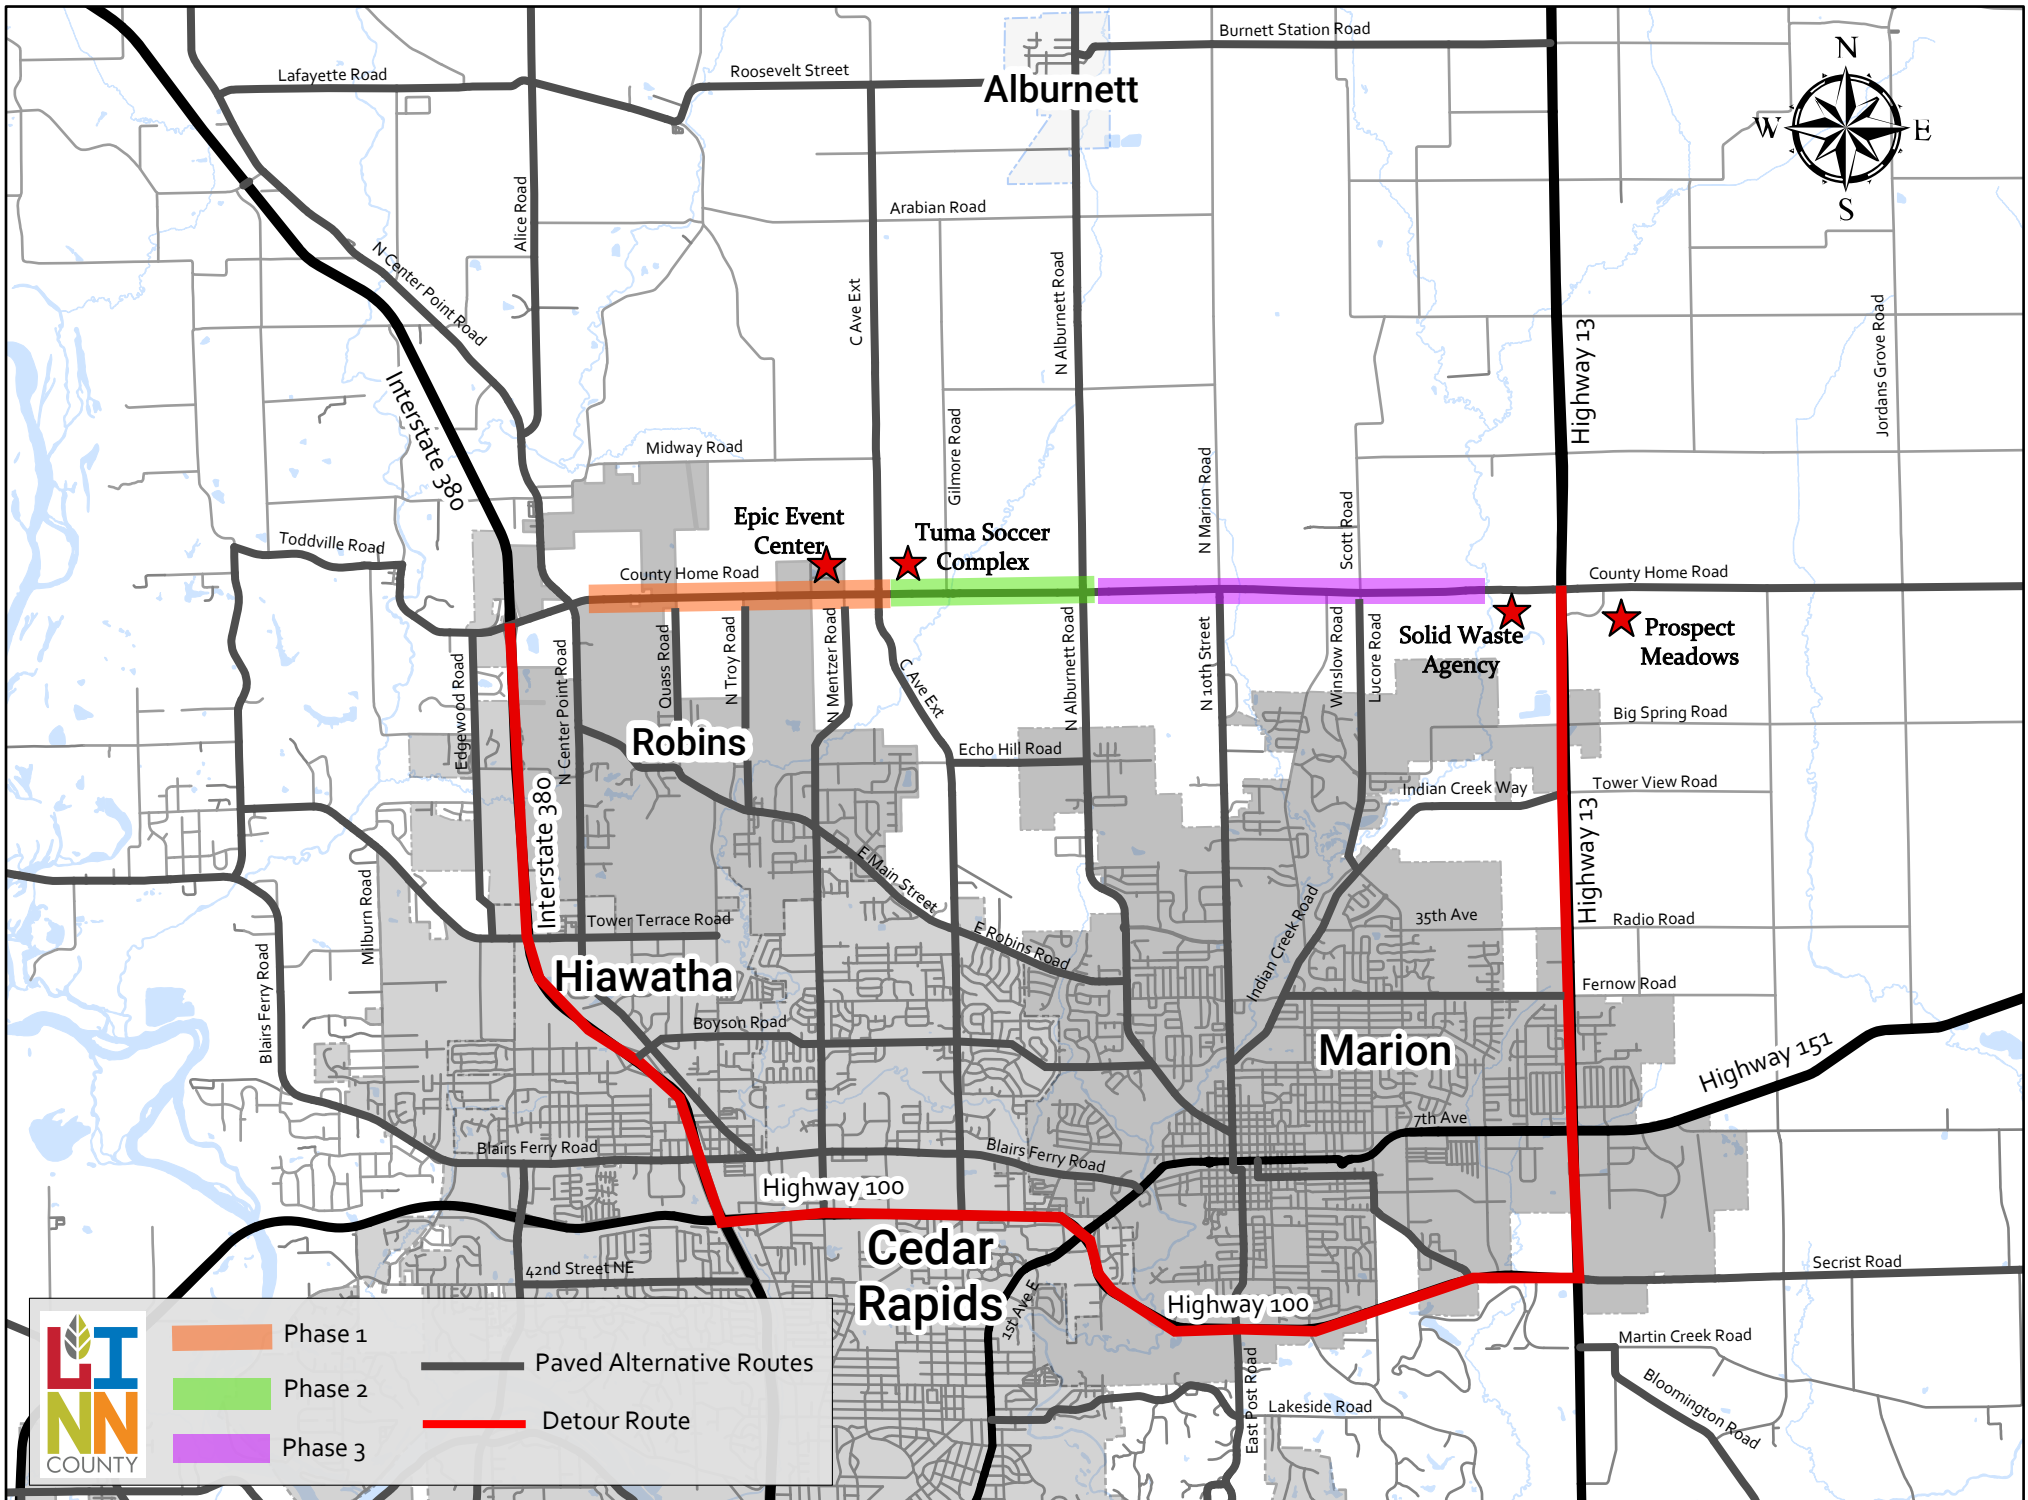 Burnett Station Road
Lafayette Road
Roosevelt Street
Alburnett
N
W
E
S
Arabian Road
Alice Road
N Center Point Road
C Ave Ext
N Alburnett Road
Highway 13
Jordans Grove Road
Interstate 380
Midway Road
Gilmore Road
N Marion Road
Scott Road
Toddville Road
Epic Event
Center
Tuma Soccer
Complex
County Home Road
County Home Road
Solid Waste
Agency
Prospect
Meadows
Edgewood Road
N Center Point Road
Quass Road
N Troy Road
N Mentzer Road
C Ave Ext
N Alburnett Road
N 10th Street
Winslow Road
Lucore Road
Robins
Echo Hill Road
Big Spring Road
Indian Creek Way
Tower View Road
Interstate 380
Highway 13
E Main Street
Milburn Road
Tower Terrace Road
E Robins Road
Indian Creek Road
35th Ave
Radio Road
Blairs Ferry Road
Hiawatha
Fernow Road
Boyson Road
Marion
Highway 151
7th Ave
Blairs Ferry Road
Blairs Ferry Road
Highway 100
Cedar
Rapids
42nd Street NE
1st Ave E
Highway 100
Secrist Road
Martin Creek Road
Bloomington Road
East Post Road
Lakeside Road
LINN
COUNTY
Phase 1
Phase 2
Phase 3
Paved Alternative Routes
Detour Route